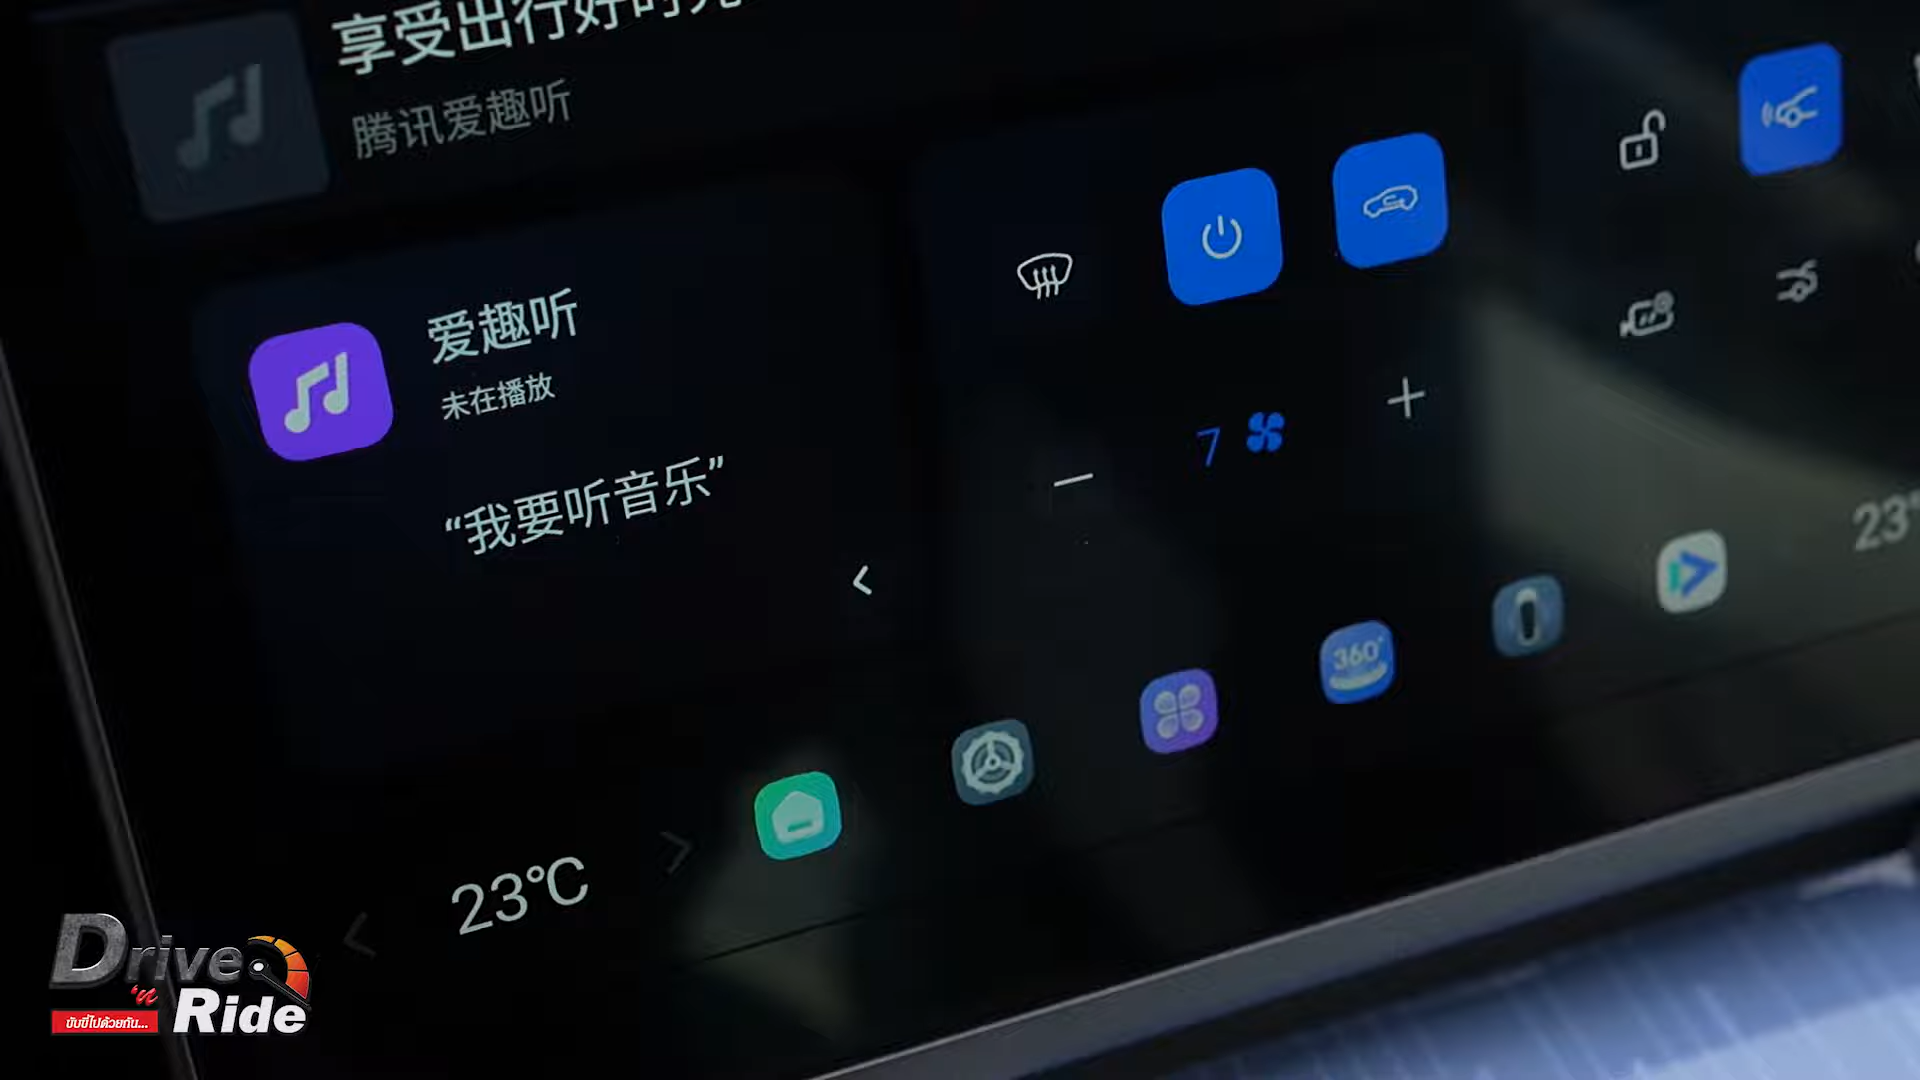 享受出行好时光
腾讯爱趣听
爱趣听
未在播放
“我要听音乐”
7
23°
360°
23°C
Drive
'n
Ride
ขับขี่ไปด้วยกัน...